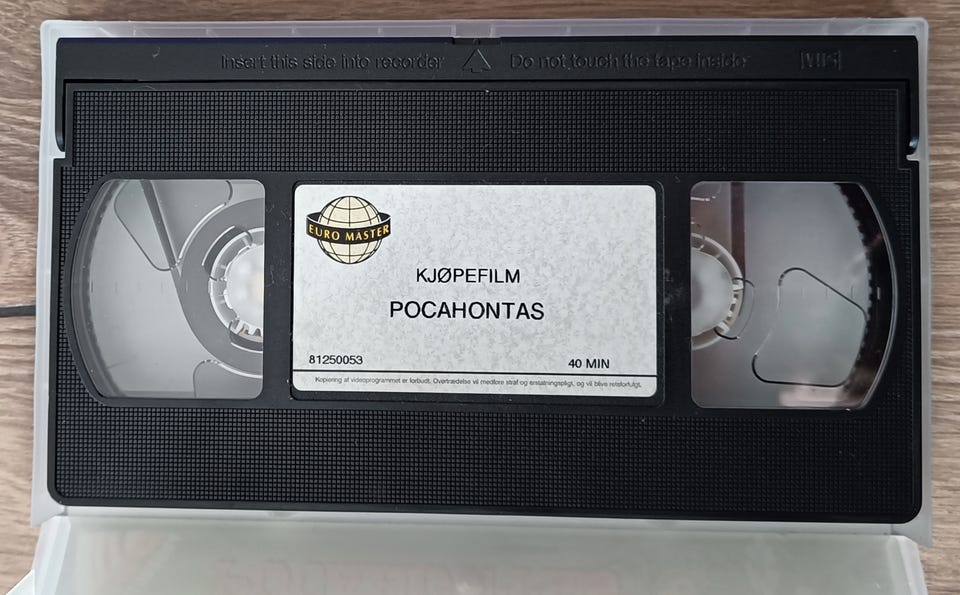 Insert this side into recorder Do not touch the tape inside VHS
EURO MASTER
KJØPEFILM
POCAHONTAS
81250053 40 MIN
Kopiering af videoprogrammet er forbudt. Overtrædelse vil medføre straf og erstatningspligt, og vil blive retsforfulgt.